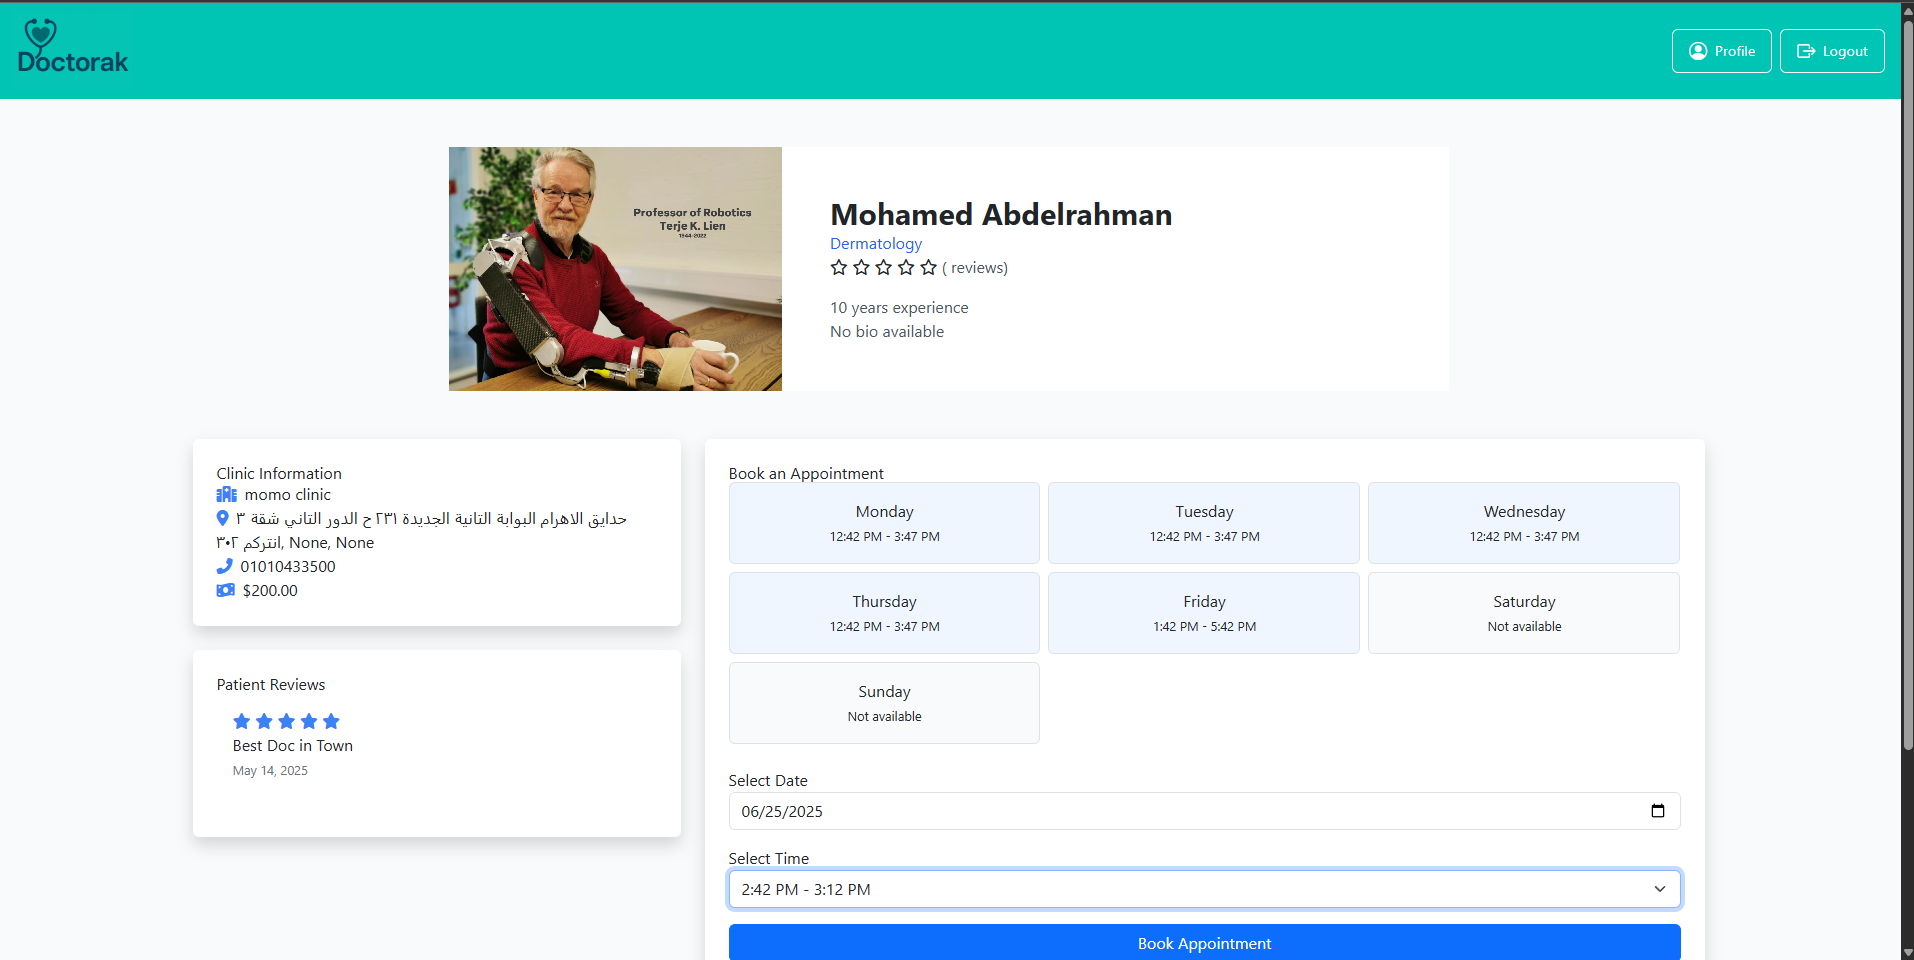 Doctorak
Profile
Logout
Professor of Robotics
Terje K. Lien
1944-2022
Mohamed Abdelrahman
Dermatology
( reviews)
10 years experience
No bio available
Clinic Information
momo clinic
حدايق الاهرام البوابة الثانية الجديدة ٢٣١ ح الدور التاني شقة ٣
انتركم ٣٠٢, None, None
01010433500
$200.00
Patient Reviews
Best Doc in Town
May 14, 2025
Book an Appointment
Monday
12:42 PM - 3:47 PM
Tuesday
12:42 PM - 3:47 PM
Wednesday
12:42 PM - 3:47 PM
Thursday
12:42 PM - 3:47 PM
Friday
1:42 PM - 5:42 PM
Saturday
Not available
Sunday
Not available
Select Date
06/25/2025
Select Time
2:42 PM - 3:12 PM
Book Appointment